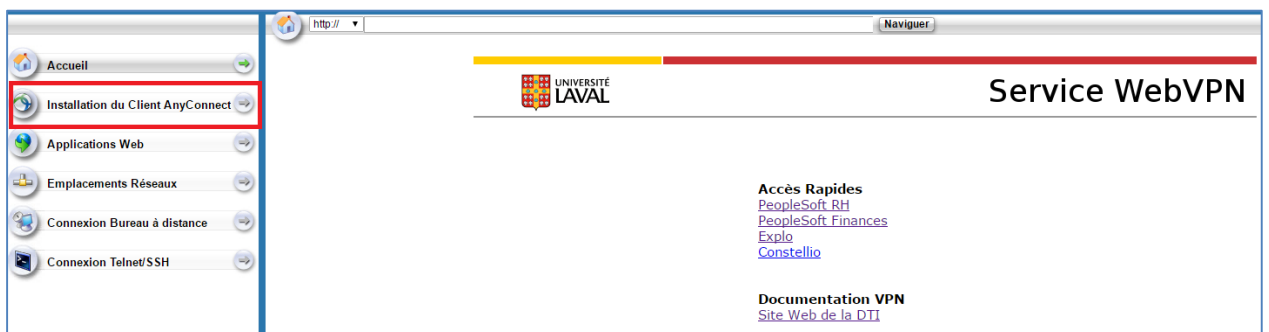 http://
Naviguer
Accueil
Installation du Client AnyConnect
Applications Web
Emplacements Réseaux
Connexion Bureau à distance
Connexion Telnet/SSH
UNIVERSITÉ
LAVAL
Service WebVPN
Accès Rapides
PeopleSoft RH
PeopleSoft Finances
Explo
Constellio
Documentation VPN
Site Web de la DTI